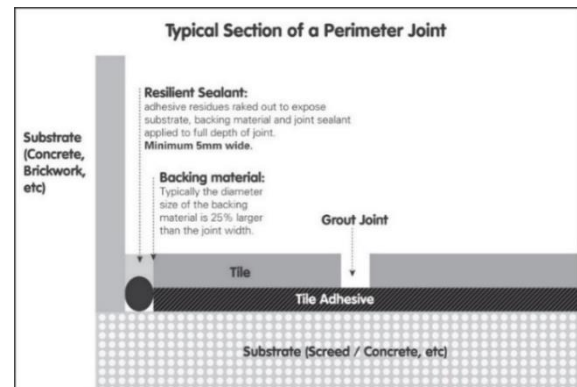 Typical Section of a Perimeter Joint
Resilient Sealant:
adhesive residues raked out to expose
substrate, backing material and joint sealant
applied to full depth of joint.
Minimum 5mm wide.
Substrate
(Concrete,
Brickwork,
etc)
Backing material:
Typically the diameter
size of the backing
material is 25% larger
than the joint width.
Grout Joint
Tile
Tile Adhesive
Substrate (Screed / Concrete, etc)